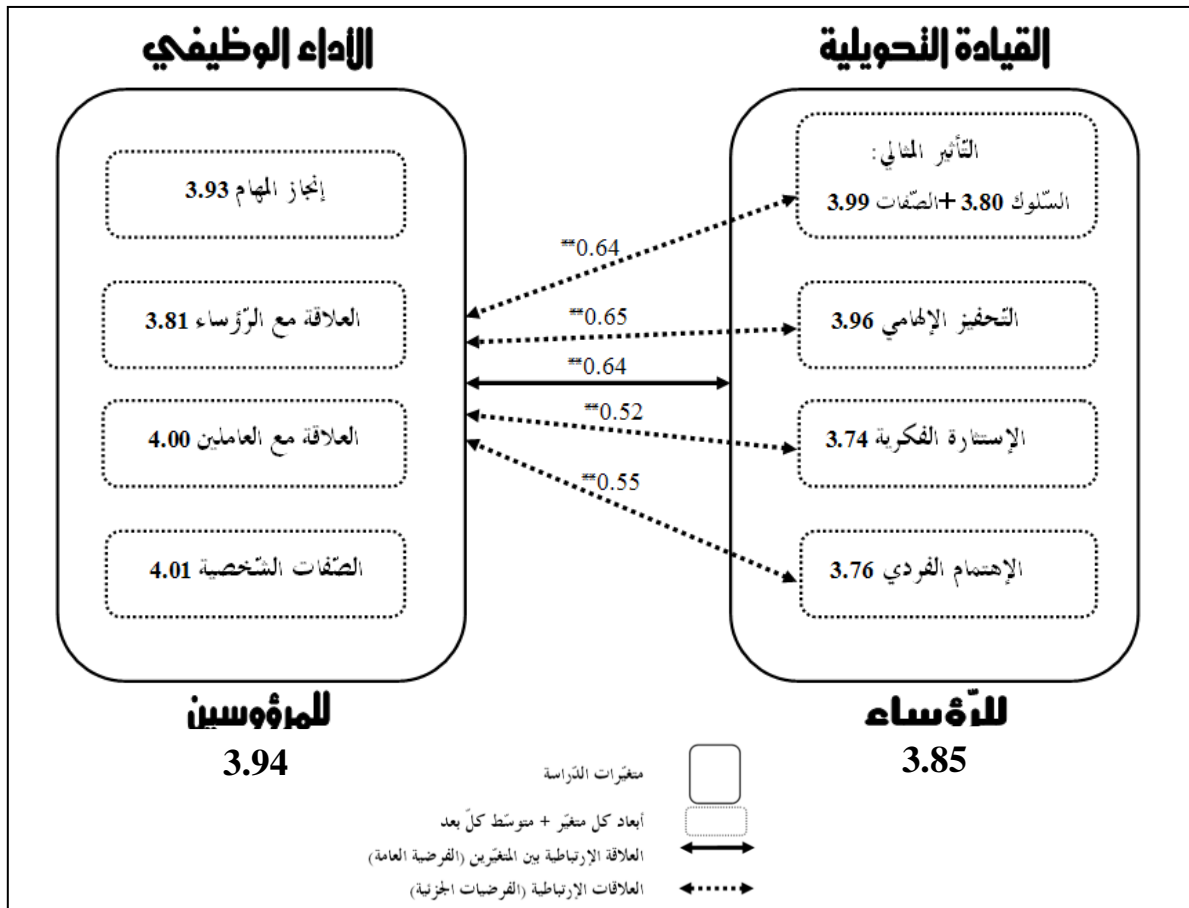 القيادة التحويلية
التّأثير المثالي:
السّلوك 3.80 +الصّفات 3.99
التّحفيز الإلهامي 3.96
الإستثارة الفكرية 3.74
الإهتمام الفردي 3.76
للرّؤساء
3.85
**0.64
**0.65
**0.64
**0.52
**0.55
الأداء الوظيفي
إنجاز المهام 3.93
العلاقة مع الرّؤساء 3.81
العلاقة مع العاملين 4.00
الصّفات الشّخصية 4.01
للمرؤوسين
3.94
متغيّرات الدّراسة
أبعاد كل متغيّر + متوسّط كلّ بعد
العلاقة الإرتباطية بين المتغيّرين (الفرضية العامة)
العلاقات الإرتباطية (الفرضيات الجزئية)